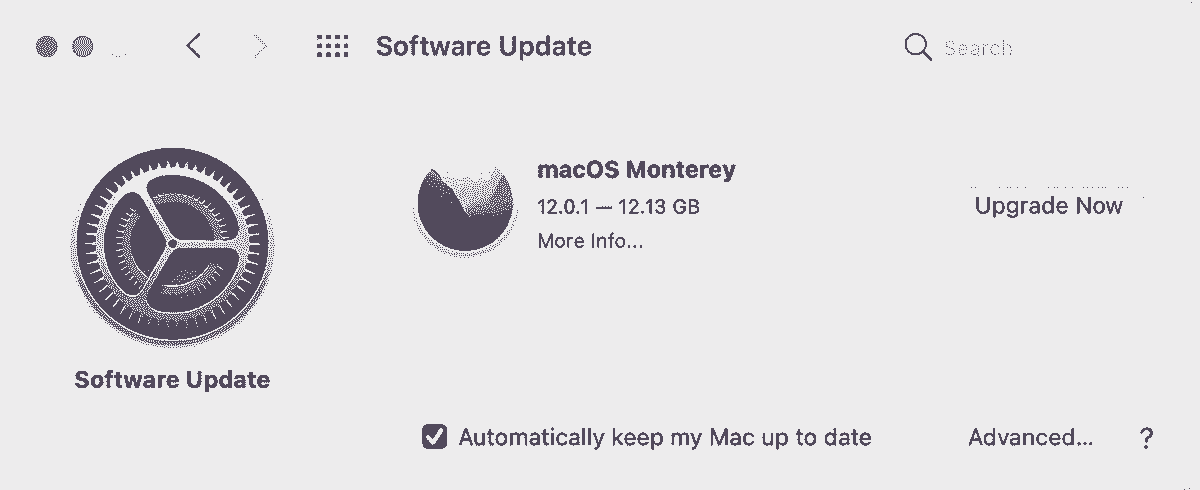 Software Update
Search
macOS Monterey
12.0.1 — 12.13 GB
More Info...
Upgrade Now
Software Update
Automatically keep my Mac up to date
Advanced...
?